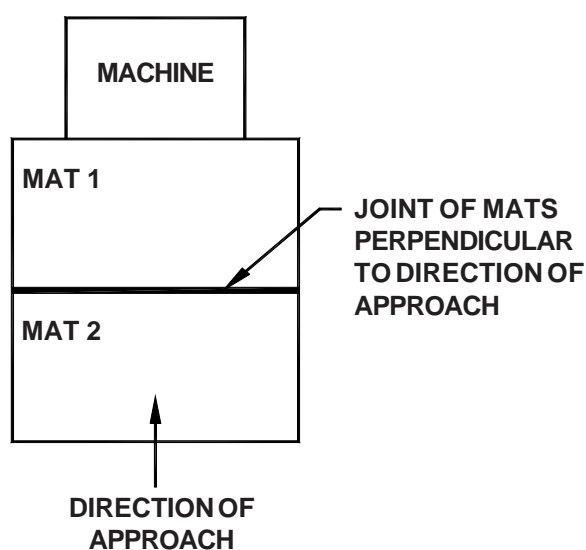 MACHINE
MAT 1
JOINT OF MATS
PERPENDICULAR
TO DIRECTION OF
APPROACH
MAT 2
DIRECTION OF
APPROACH